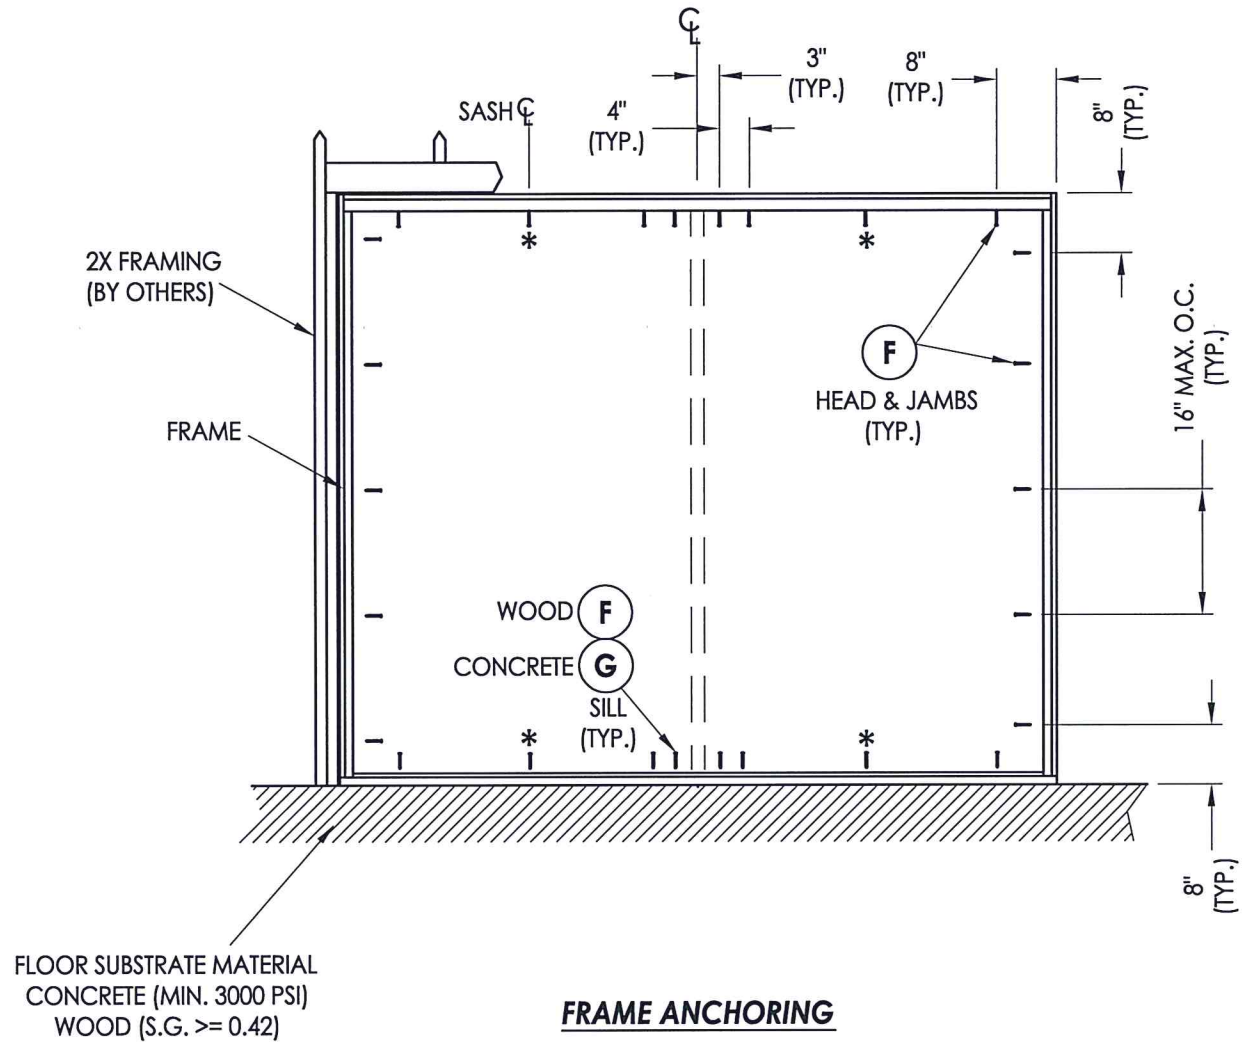 ℄
3"
(TYP.)
8"
(TYP.)
SASH ℄
4"
(TYP.)
8"
(TYP.)
*
*
2X FRAMING
(BY OTHERS)
16" MAX. O.C.
(TYP.)
F
HEAD & JAMBS
(TYP.)
FRAME
WOOD F
CONCRETE G
SILL
(TYP.)
*
*
8"
(TYP.)
FLOOR SUBSTRATE MATERIAL
CONCRETE (MIN. 3000 PSI)
WOOD (S.G. >= 0.42)
FRAME ANCHORING